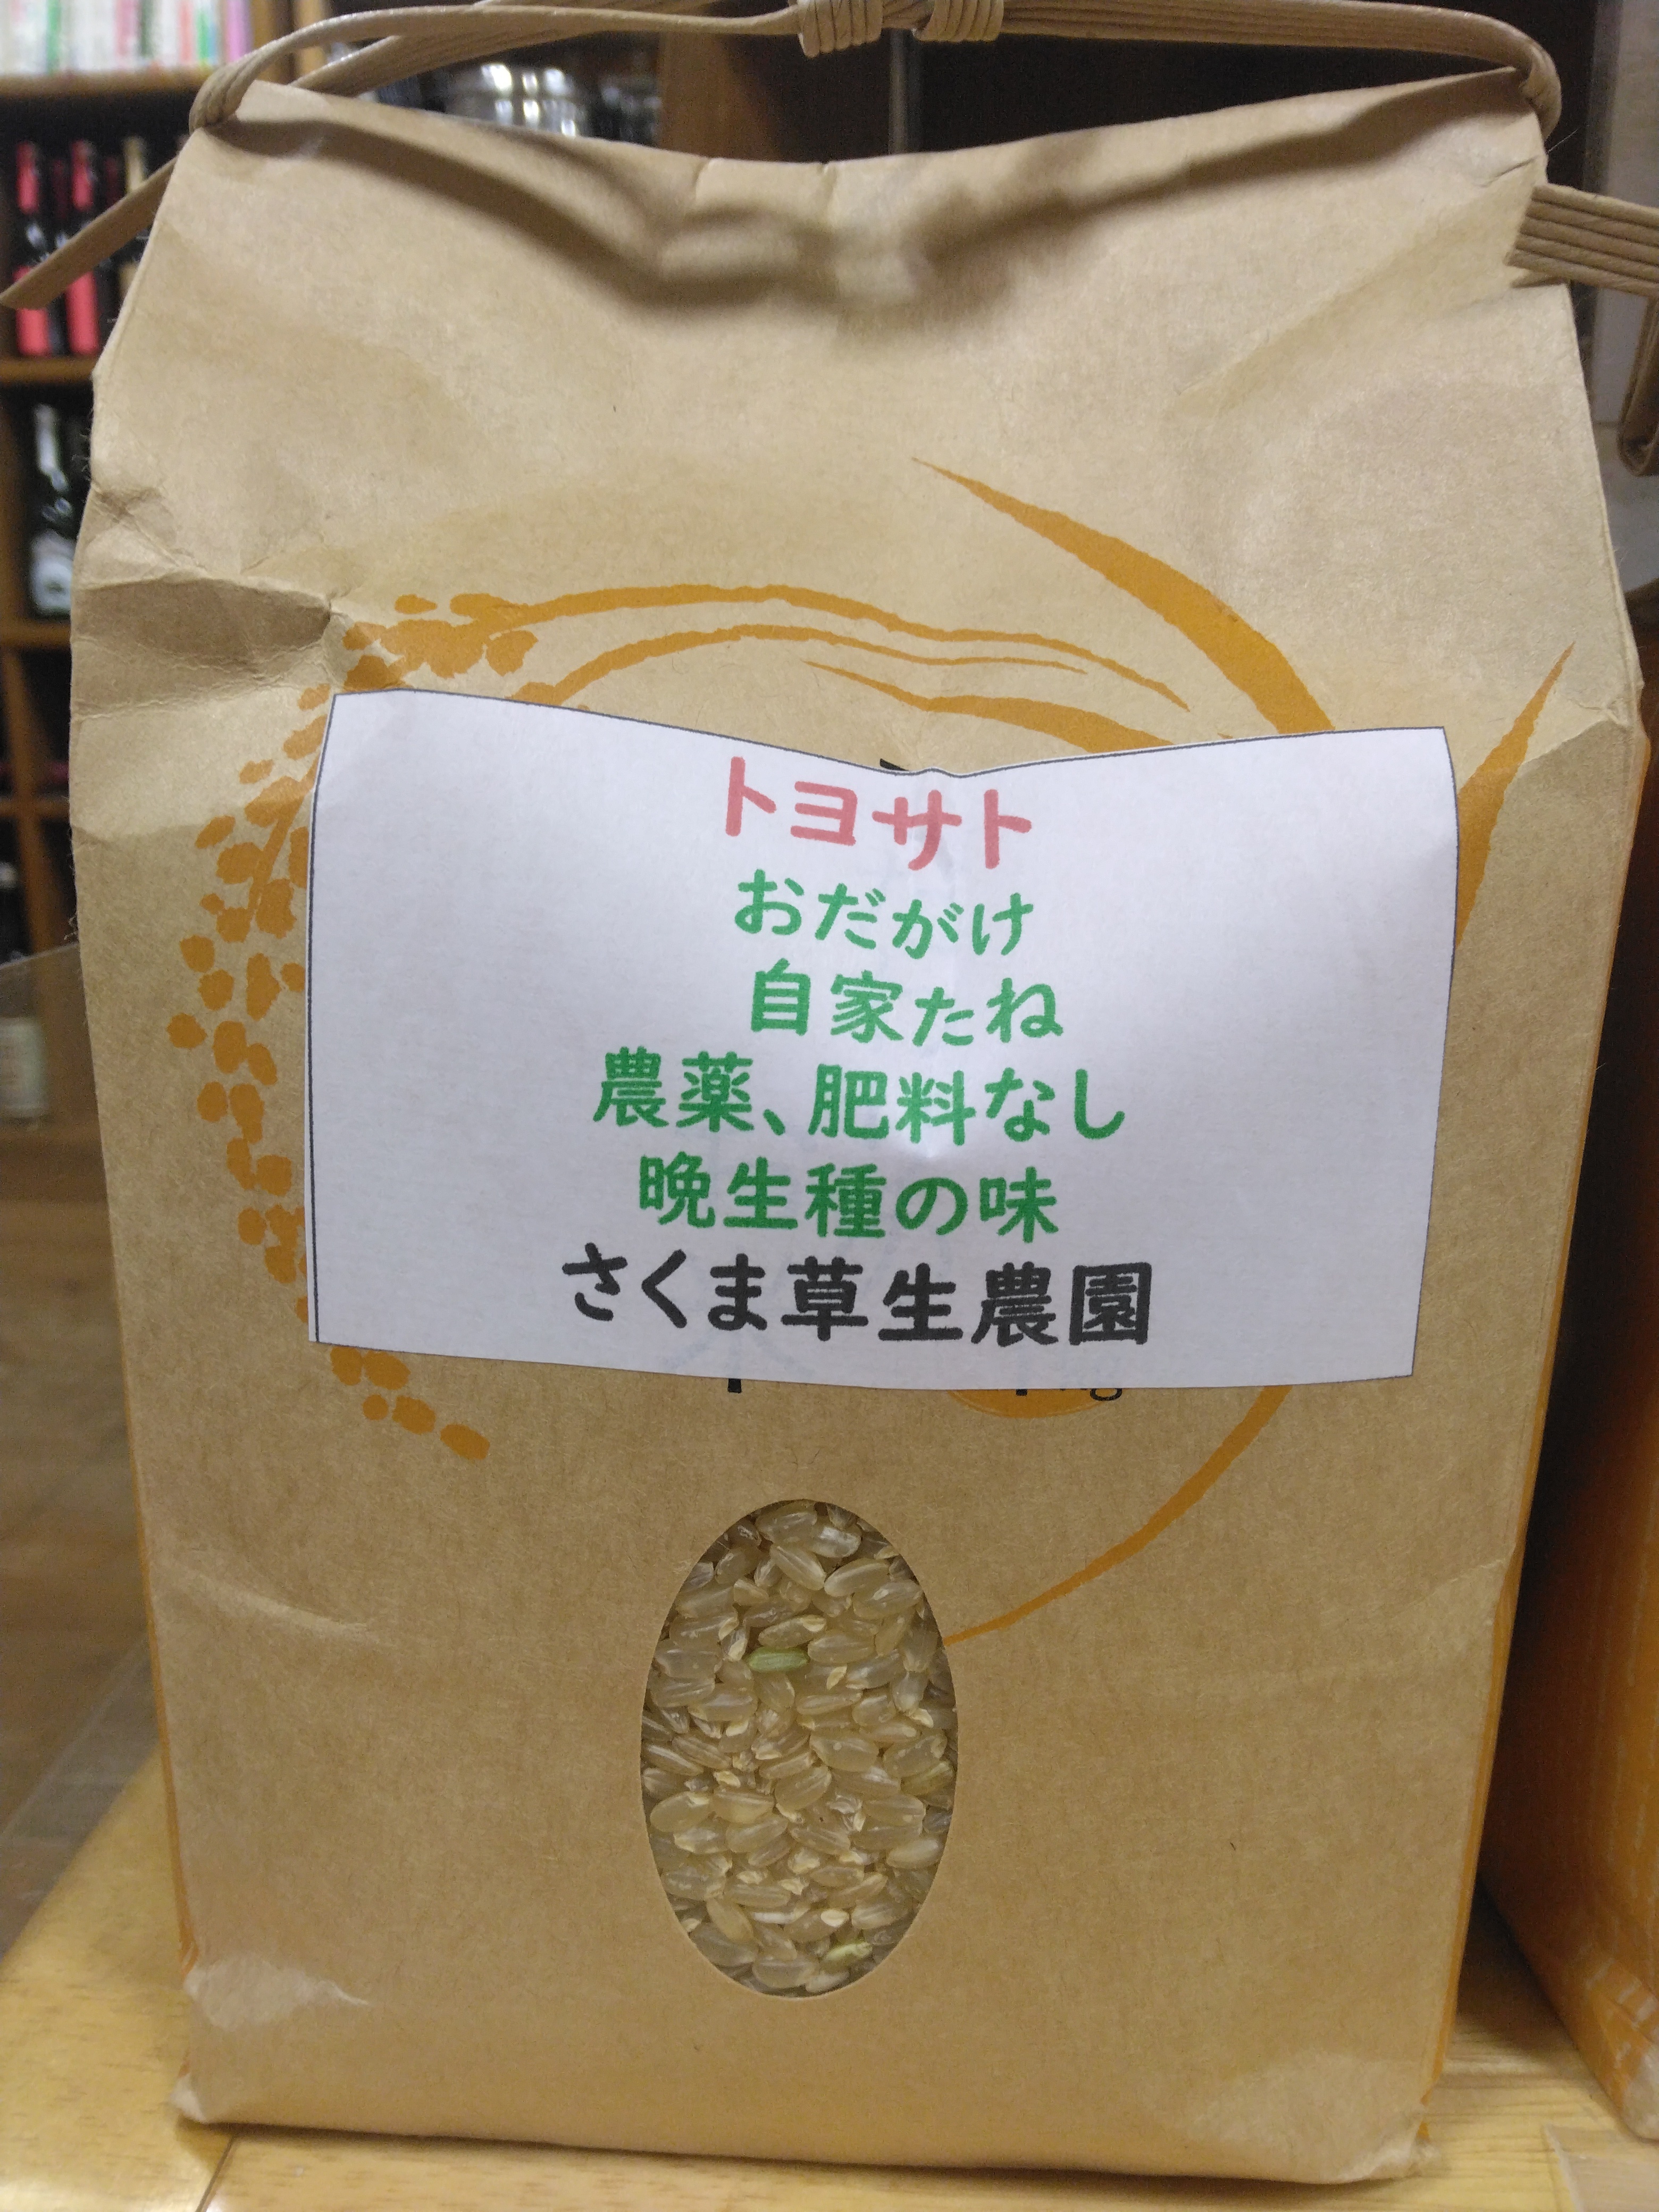 トヨサト
おだがけ
自家たね
農薬、肥料なし
晩生種の味
さくま草生農園